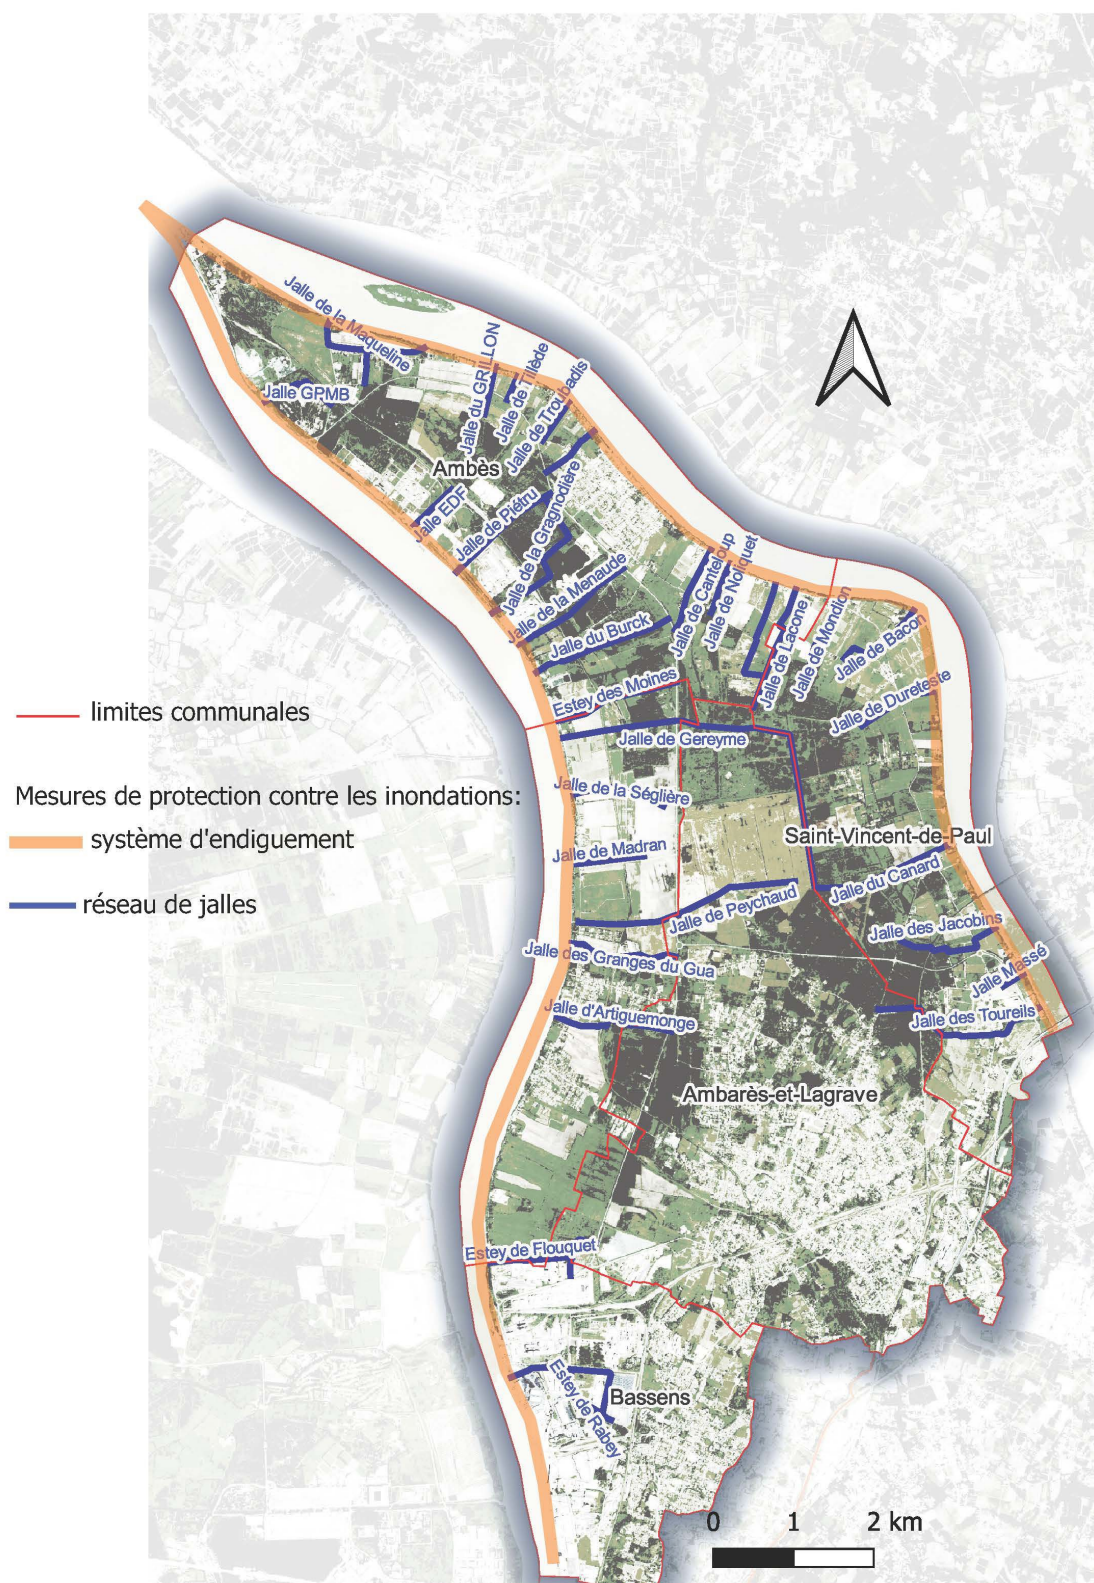 Jalle de la Maqueline
Jalle GPMB
Jalle du GRILLON
Jalle de Tillède
Jalle de Troubadis
Ambès
Jalle EDF
Jalle de Piétru
Jalle de la Gragnodière
Jalle de la Menaude
Jalle du Burck
Jalle de Canteloup
Jalle de Noliquet
Jalle de Lacone
Jalle de Mondion
Jalle de Bacon
Jalle de Dureteste
Estey des Moines
Jalle de Gereyme
limites communales
Mesures de protection contre les inondations:
système d'endiguement
réseau de jalles
Jalle de la Séglière
Saint-Vincent-de-Paul
Jalle de Madran
Jalle du Canard
Jalle de Peychaud
Jalle des Jacobins
Jalle des Granges du Gua
Jalle Massé
Jalle d'Artiguemonge
Jalle des Toureils
Ambarès-et-Lagrave
Estey de Flouquet
Estey de Rabey
Bassens
0 1 2 km